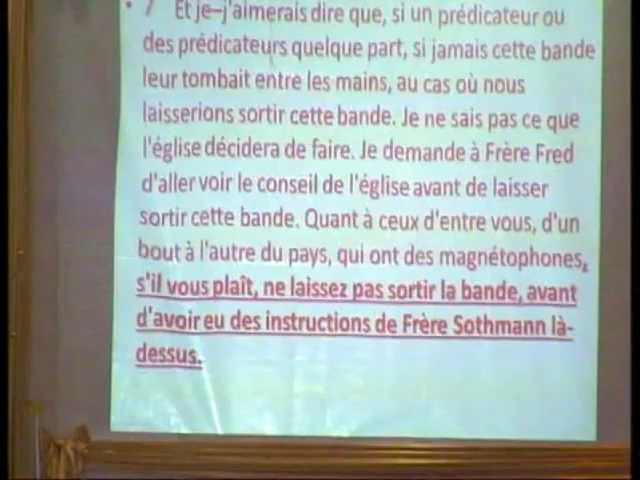 • 7 Et je–j'aimerais dire que, si un prédicateur ou
des prédicateurs quelque part, si jamais cette bande
leur tombait entre les mains, au cas où nous
laisserions sortir cette bande. Je ne sais pas ce que
l'église décidera de faire. Je demande à Frère Fred
d'aller voir le conseil de l'église avant de laisser
sortir cette bande. Quant à ceux d'entre vous, d'un
bout à l'autre du pays, qui ont des magnétophones,
s'il vous plaît, ne laissez pas sortir la bande, avant
d'avoir eu des instructions de Frère Sothmann là-
dessus.